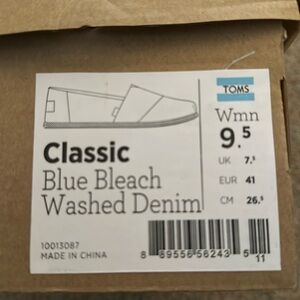 TOMS
Wmn
9.5
UK 7.5
EUR 41
CM 26.5
Classic
Blue Bleach
Washed Denim
10013087
MADE IN CHINA
8 89556 56243 5
11